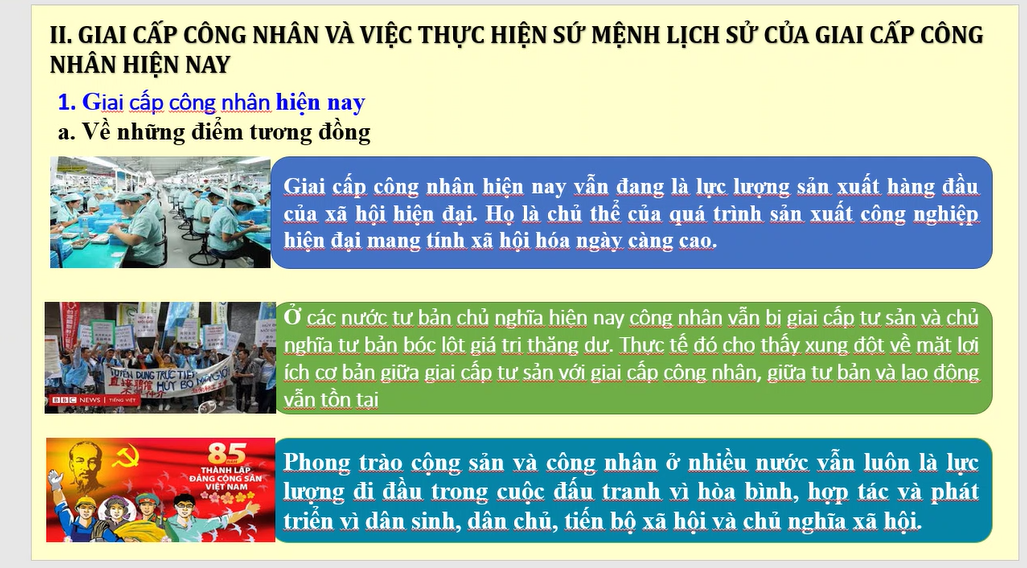 II. GIAI CẤP CÔNG NHÂN VÀ VIỆC THỰC HIỆN SỨ MỆNH LỊCH SỬ CỦA GIAI CẤP CÔNG
NHÂN HIỆN NAY
1. Giai cấp công nhân hiện nay
a. Về những điểm tương đồng
Giai cấp công nhân hiện nay vẫn đang là lực lượng sản xuất hàng đầu
của xã hội hiện đại. Họ là chủ thể của quá trình sản xuất công nghiệp
hiện đại mang tính xã hội hóa ngày càng cao.
TUYEN DUNG TRUC TIEP
BBC NEWS | TIẾNG VIỆT
Ở các nước tư bản chủ nghĩa hiện nay công nhân vẫn bị giai cấp tư sản và chủ
nghĩa tư bản bóc lột giá trị thặng dư. Thực tế đó cho thấy xung đột về mặt lợi
ích cơ bản giữa giai cấp tư sản với giai cấp công nhân, giữa tư bản và lao động
vẫn tồn tại
85
NĂM
THÀNH LẬP
ĐẢNG CỘNG SẢN
VIỆT NAM
Phong trào cộng sản và công nhân ở nhiều nước vẫn luôn là lực
lượng đi đầu trong cuộc đấu tranh vì hòa bình, hợp tác và phát
triển vì dân sinh, dân chủ, tiến bộ xã hội và chủ nghĩa xã hội.